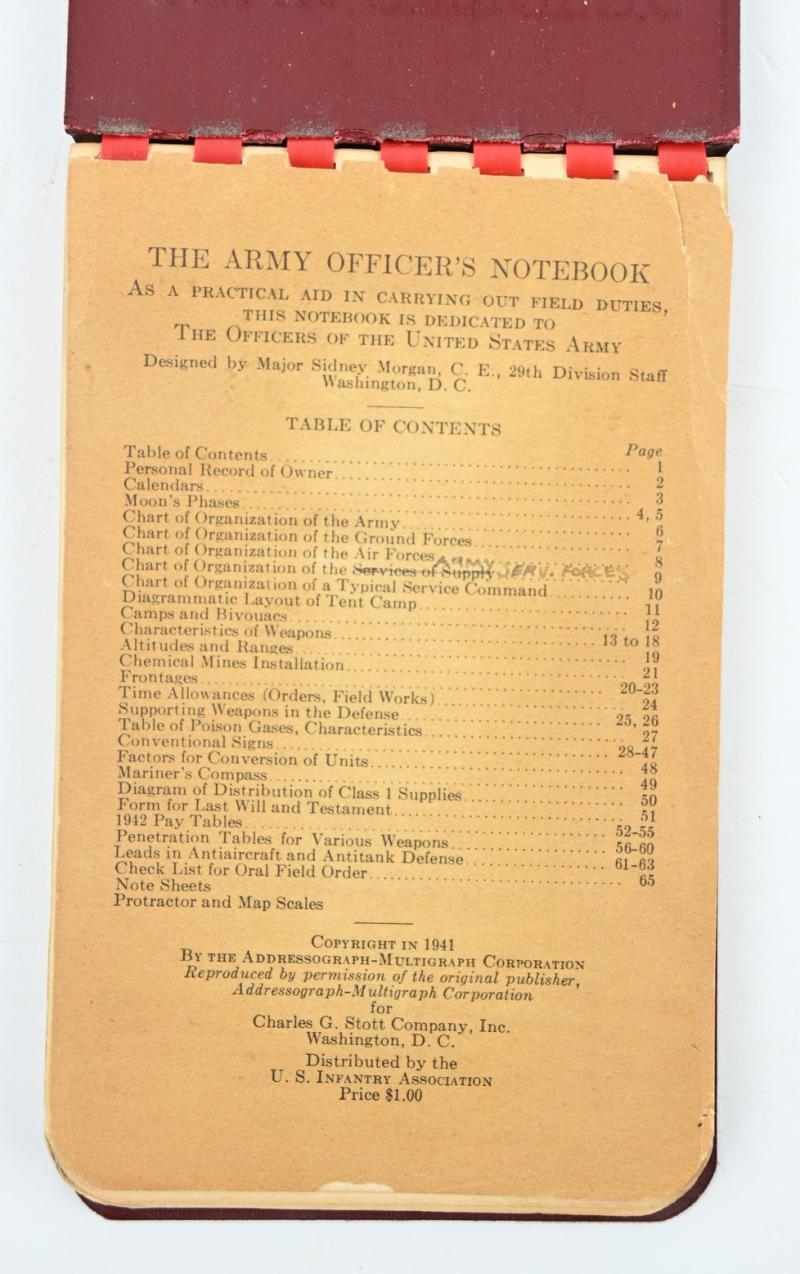 THE ARMY OFFICER'S NOTEBOOK
AS A PRACTICAL AID IN CARRYING OUT FIELD DUTIES,
THIS NOTEBOOK IS DEDICATED TO
THE OFFICERS OF THE UNITED STATES ARMY
Designed by Major Sidney Morgan, C. E., 29th Division Staff
Washington, D. C.
TABLE OF CONTENTS
Page
Table of Contents 1
Personal Record of Owner 2
Calendars 3
Moon's Phases 4, 5
Chart of Organization of the Army 6
Chart of Organization of the Ground Forces 7
Chart of Organization of the Air Forces 8
Chart of Organization of the Services of Supply ARMY SERV. FORCES 9
Chart of Organization of a Typical Service Command 10
Diagrammatic Layout of Tent Camp 11
Camps and Bivouacs 12
Characteristics of Weapons 13 to 18
Altitudes and Ranges 19
Chemical Mines Installation 21
Frontages 20-23
Time Allowances (Orders, Field Works) 24
Supporting Weapons in the Defense 25, 26
Table of Poison Gases, Characteristics 27
Conventional Signs 28-47
Factors for Conversion of Units 48
Mariner's Compass 49
Diagram of Distribution of Class 1 Supplies 50
Form for Last Will and Testament 51
1942 Pay Tables 52-55
Penetration Tables for Various Weapons 56-60
Leads in Antiaircraft and Antitank Defense 61-63
Check List for Oral Field Order 65
Note Sheets
Protractor and Map Scales
COPYRIGHT IN 1941
BY THE ADDRESSOGRAPH-MULTIGRAPH CORPORATION
Reproduced by permission of the original publisher,
Addressograph-Multigraph Corporation
for
Charles G. Stott Company, Inc.
Washington, D. C.
Distributed by the
U. S. INFANTRY ASSOCIATION
Price $1.00